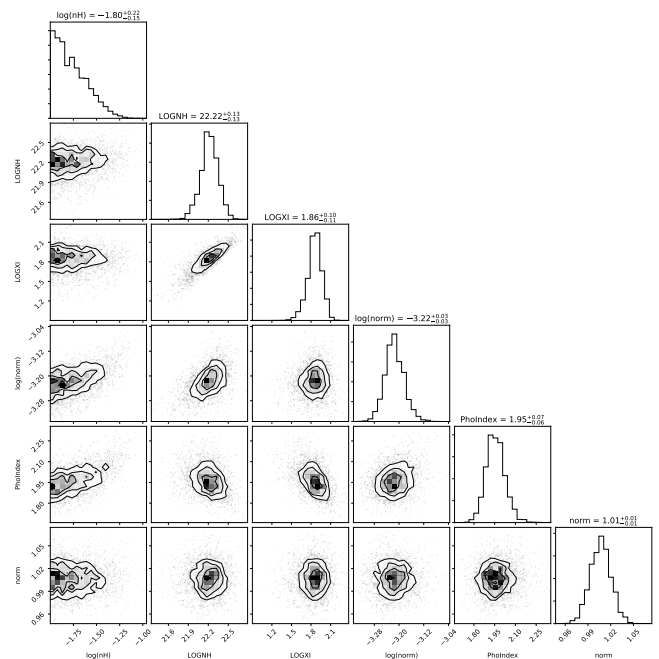 log(nH) = −1.80+0.22−0.15
LOGNH = 22.22+0.13−0.13
LOGNH
22.5
22.2
21.9
21.6
LOGXI = 1.86+0.10−0.11
LOGXI
2.1
1.8
1.5
1.2
log(norm) = −3.22+0.03−0.03
log(norm)
−3.04
−3.12
−3.20
−3.28
PhoIndex = 1.95+0.07−0.06
PhoIndex
2.25
2.10
1.95
1.80
norm = 1.01+0.01−0.01
norm
1.05
1.02
0.99
0.96
−1.75 −1.50 −1.25 −1.00 21.6 21.9 22.2 22.5 1.2 1.5 1.8 2.1 −3.28 −3.20 −3.12 −3.04 1.80 1.95 2.10 2.25 0.96 0.99 1.02 1.05
log(nH) LOGNH LOGXI log(norm) PhoIndex norm